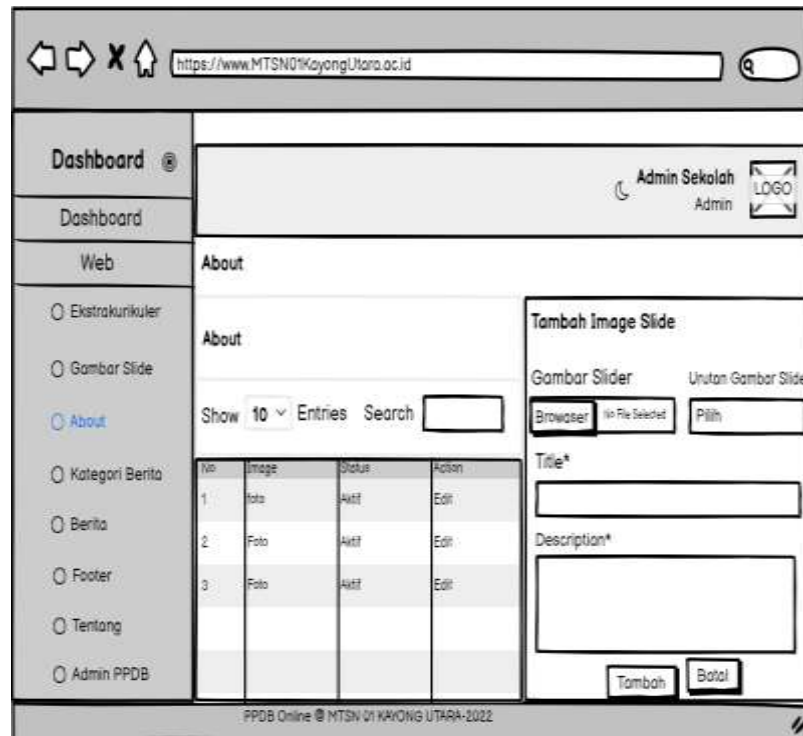 https://www.MTSN01KayongUtara.ac.id
Dashboard
Dashboard
Web
Ekstrakurikuler
Gambar Slide
About
Kategori Berita
Berita
Footer
Tentang
Admin PPDB
Admin Sekolah
Admin
LOGO
About
About
Show 10 Entries Search
No Image Status Action
1 foto Aktif Edit
2 Foto Aktif Edit
3 Foto Aktif Edit
Tambah Image Slide
Gambar Slider Urutan Gambar Slide
Browaser No File Selected Pilih
Title*
Description*
Tambah Batal
PPDB Online @ MTSN 01 KAYONG UTARA-2022